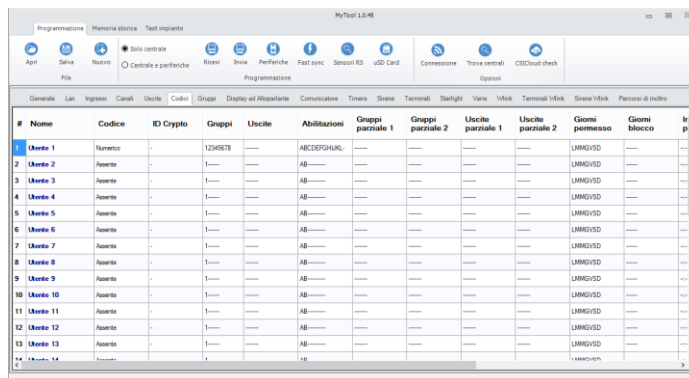 MyTool 1.0.45
Programmazione Memoria storica Test impianto
Apri Salva Nuovo Solo centrale Centrale e periferiche Ricevi Invia Periferiche Fast sync Sensori RS uSD Card Connessione Trova centrali CSICloud check
File Programmazione Opzioni
Generale Lan Ingressi Canali Uscite Codici Gruppi Display ed Altoparlante Comunicatore Timers Sirene Terminali Starlight Varie Wlink Terminali Wlink Sirene Wlink Percorsi di inoltro
# Nome Codice ID Crypto Gruppi Uscite Abilitazioni Gruppi parziale 1 Gruppi parziale 2 Uscite parziale 1 Uscite parziale 2 Giorni permesso Giorni blocco
1 Utente 1 Numerico - 12345678 -------- ABCDEFGHIJKL- -------- -------- -------- -------- LMMGVSD -------
2 Utente 2 Assente - 1------- -------- AB----------- -------- -------- -------- -------- LMMGVSD -------
3 Utente 3 Assente - 1------- -------- AB----------- -------- -------- -------- -------- LMMGVSD -------
4 Utente 4 Assente - 1------- -------- AB----------- -------- -------- -------- -------- LMMGVSD -------
5 Utente 5 Assente - 1------- -------- AB----------- -------- -------- -------- -------- LMMGVSD -------
6 Utente 6 Assente - 1------- -------- AB----------- -------- -------- -------- -------- LMMGVSD -------
7 Utente 7 Assente - 1------- -------- AB----------- -------- -------- -------- -------- LMMGVSD -------
8 Utente 8 Assente - 1------- -------- AB----------- -------- -------- -------- -------- LMMGVSD -------
9 Utente 9 Assente - 1------- -------- AB----------- -------- -------- -------- -------- LMMGVSD -------
10 Utente 10 Assente - 1------- -------- AB----------- -------- -------- -------- -------- LMMGVSD -------
11 Utente 11 Assente - 1------- -------- AB----------- -------- -------- -------- -------- LMMGVSD -------
12 Utente 12 Assente - 1------- -------- AB----------- -------- -------- -------- -------- LMMGVSD -------
13 Utente 13 Assente - 1------- -------- AB----------- -------- -------- -------- -------- LMMGVSD -------
14 Utente 14 Assente